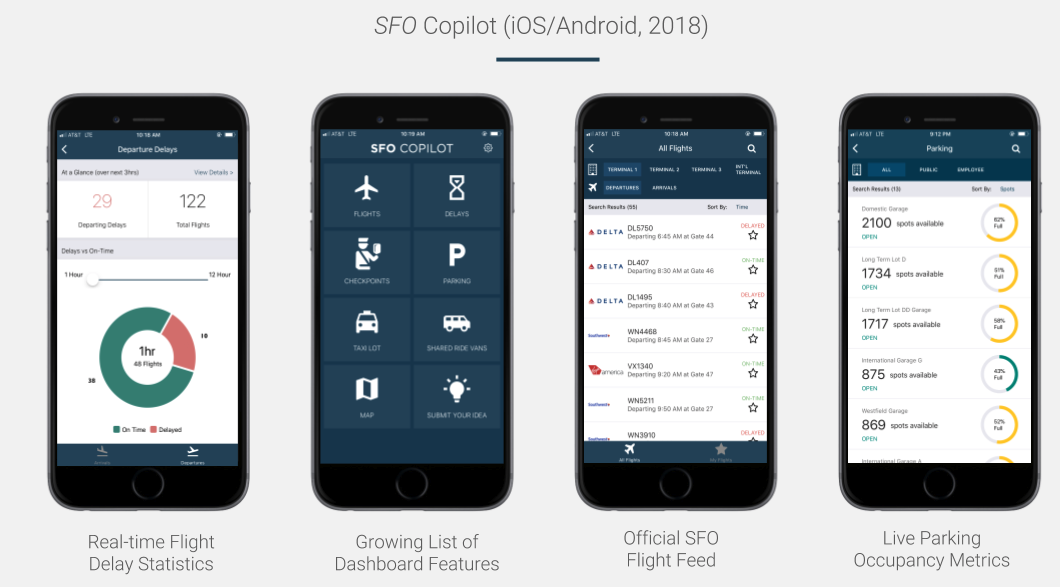 SFO Copilot (iOS/Android, 2018)
AT&T LTE 10:18 AM
Departure Delays
At a Glance (over next 3hrs) View Details >
29 122
Departing Delays Total Flights
Delays vs On-Time
1 Hour 12 Hour
10
1hr
48 Flights
38
On Time Delayed
Arrivals Departures
Real-time Flight
Delay Statistics
AT&T LTE 10:19 AM
SFO COPILOT
FLIGHTS DELAYS
CHECKPOINTS PARKING
TAXI LOT SHARED RIDE VANS
MAP SUBMIT YOUR IDEA
Growing List of
Dashboard Features
AT&T LTE 10:18 AM
All Flights
TERMINAL 1 TERMINAL 2 TERMINAL 3 INT'L
TERMINAL
DEPARTURES ARRIVALS
Search Results (55) Sort By: Time
DELTA DL5750 DELAYED
Departing 6:45 AM at Gate 44
DELTA DL407 ON-TIME
Departing 8:30 AM at Gate 46
DELTA DL1495 DELAYED
Departing 8:40 AM at Gate 43
Southwest WN4468 ON-TIME
Departing 8:45 AM at Gate 27
america VX1340 ON-TIME
Departing 9:20 AM at Gate 47
Southwest WN5211 ON-TIME
Departing 9:50 AM at Gate 27
Southwest WN3910 DELAYED
All Flights My Flights
Official SFO
Flight Feed
AT&T LTE 9:12 PM
Parking
ALL PUBLIC EMPLOYEE
Search Results (13) Sort By: Spots
Domestic Garage
2100 spots available
OPEN
62%
Full
Long Term Lot D
1734 spots available
OPEN
51%
Full
Long Term Lot DD Garage
1717 spots available
OPEN
58%
Full
International Garage G
875 spots available
OPEN
43%
Full
Westfield Garage
869 spots available
OPEN
52%
Full
International Garage A
Live Parking
Occupancy Metrics